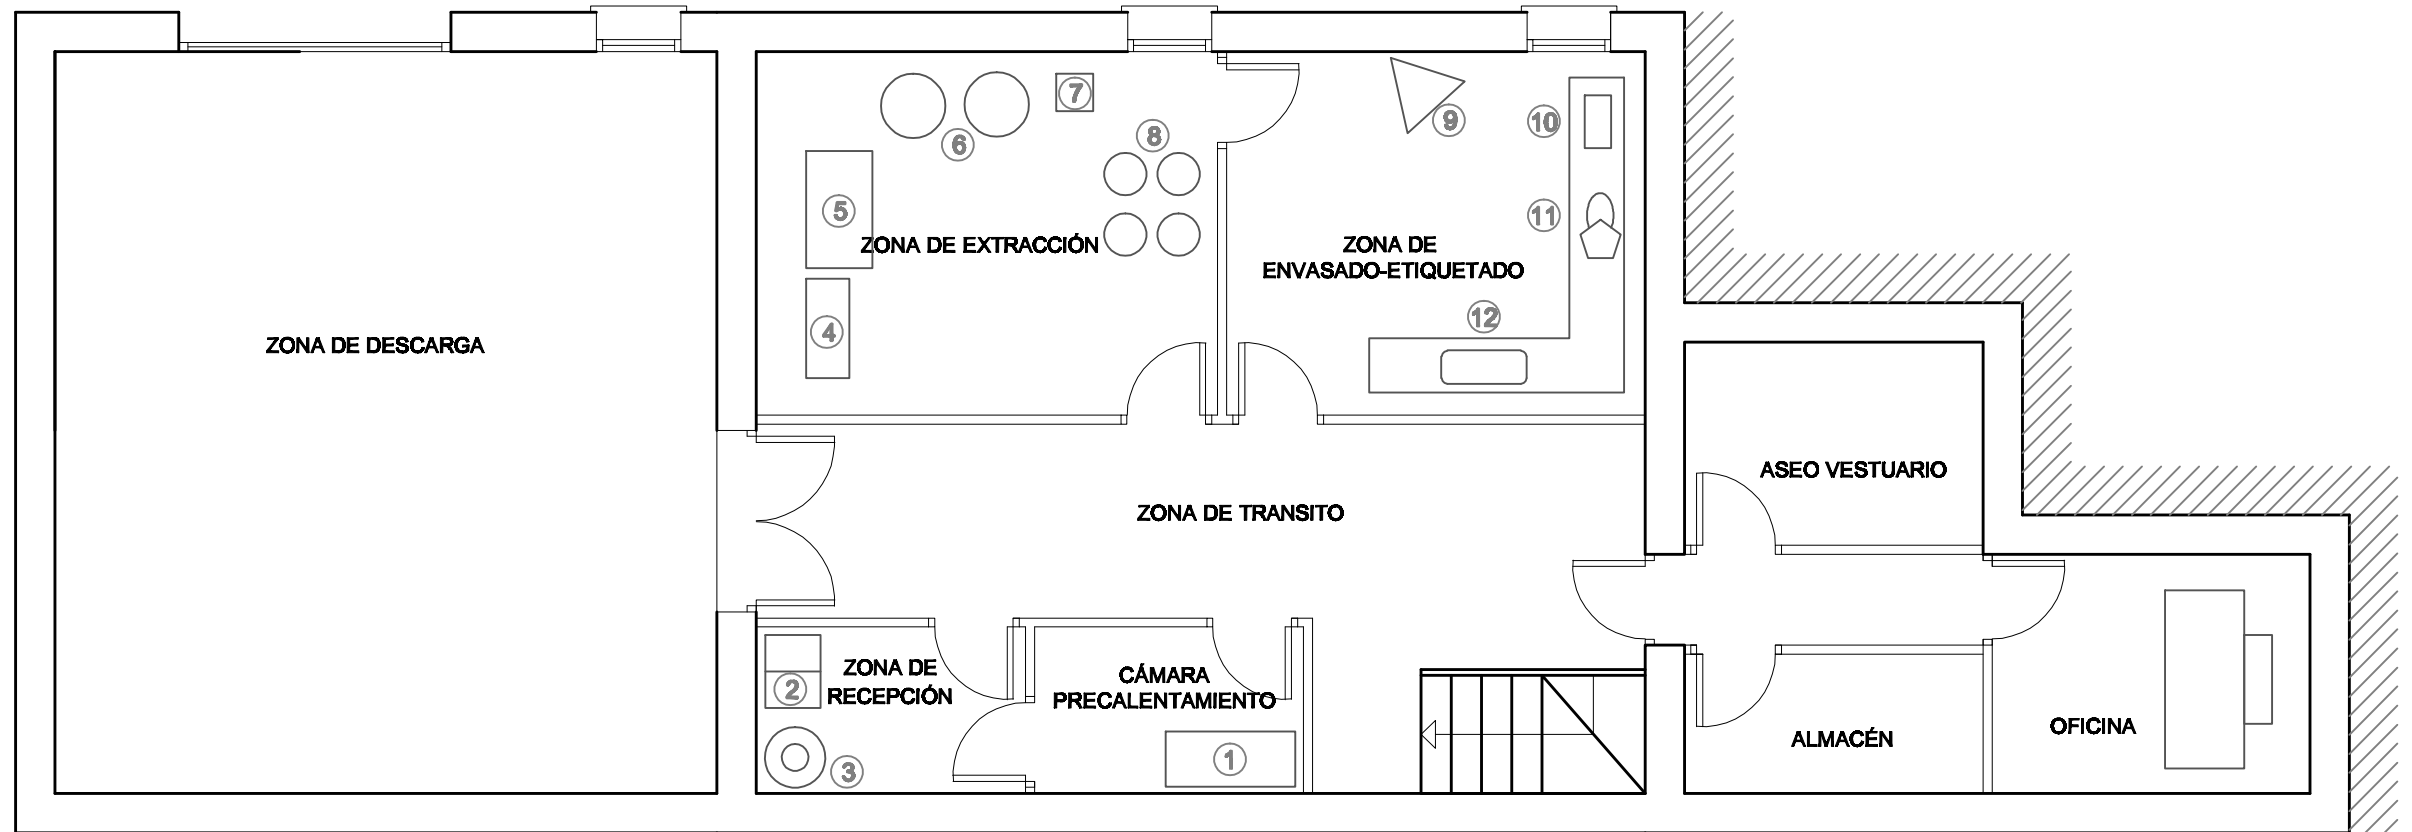 7
8
9
10
6
5
11
ZONA DE EXTRACCIÓN
ZONA DE
ENVASADO-ETIQUETADO
12
4
ZONA DE DESCARGA
ASEO VESTUARIO
ZONA DE TRANSITO
ZONA DE
RECEPCIÓN
2
CÁMARA
PRECALENTAMIENTO
OFICINA
ALMACÉN
1
3